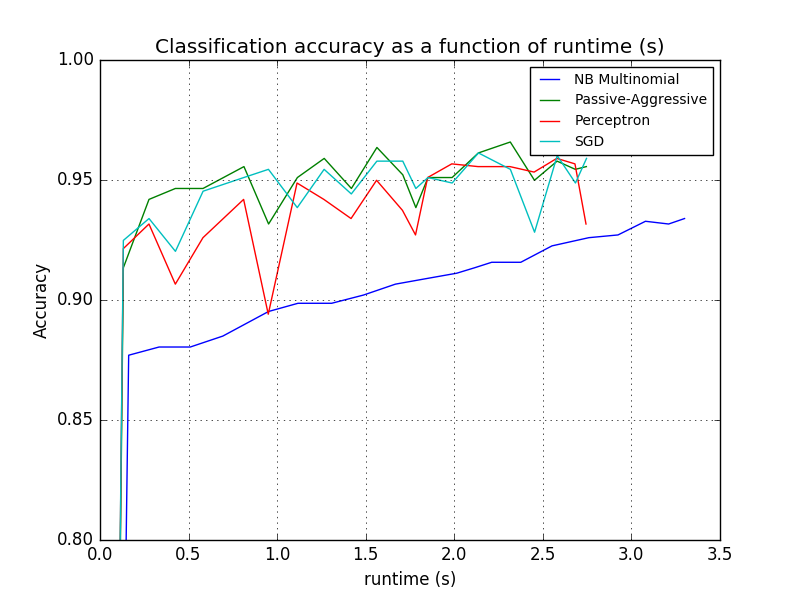 Classification accuracy as a function of runtime (s)
1.00
0.95
0.90
0.85
0.80
Accuracy
NB Multinomial
Passive-Aggressive
Perceptron
SGD
0.0 0.5 1.0 1.5 2.0 2.5 3.0 3.5
runtime (s)